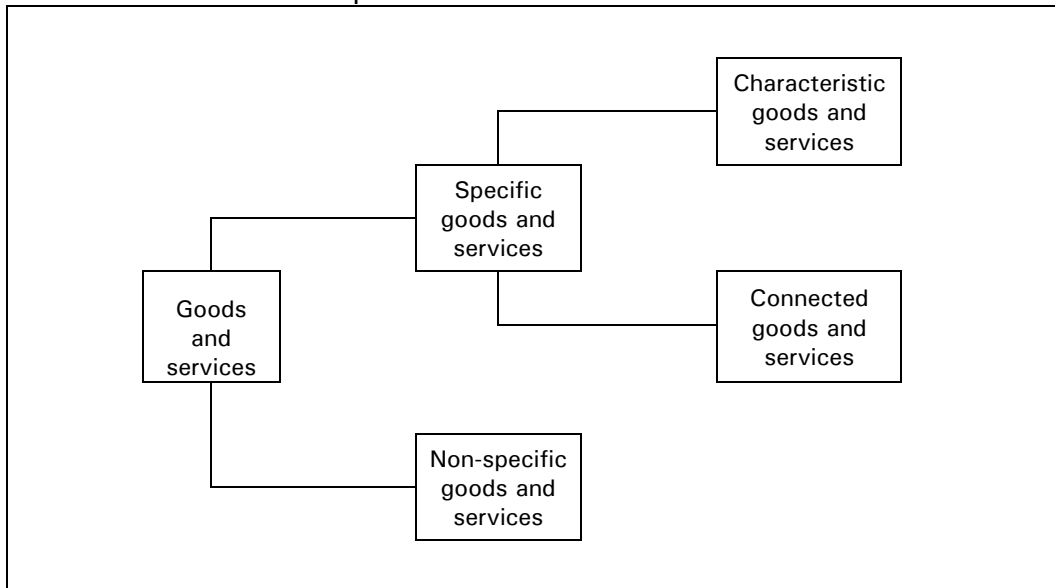 Characteristic
goods and
services
Specific
goods and
services
Goods
and
services
Connected
goods and
services
Non-specific
goods and
services